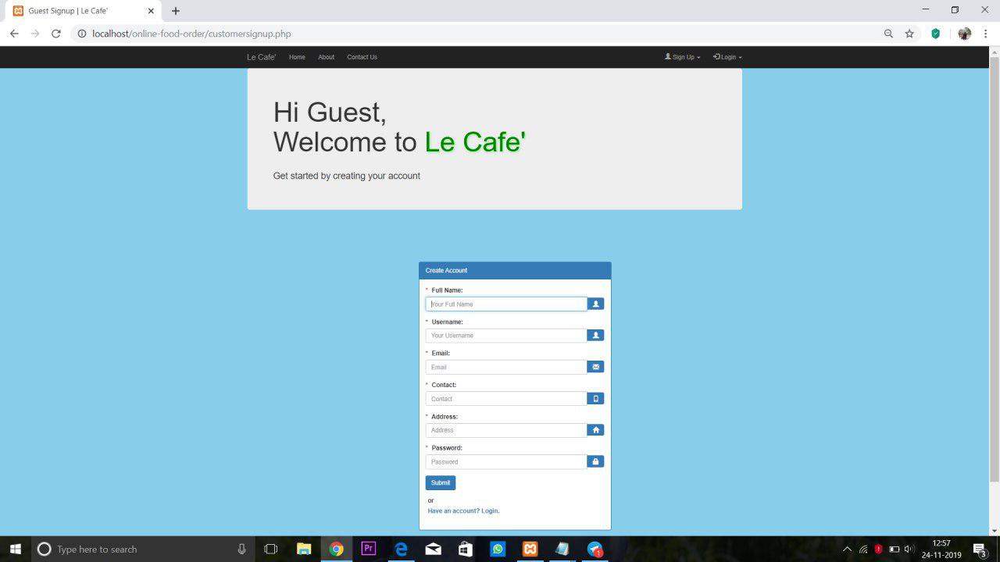 Guest Signup | Le Cafe'
localhost/online-food-order/customersignup.php
Le Cafe' Home About Contact Us Sign Up Login
Hi Guest,
Welcome to Le Cafe'
Get started by creating your account
Create Account
* Full Name:
Your Full Name
* Username:
Your Username
* Email:
Email
* Contact:
Contact
* Address:
Address
* Password:
Password
Submit
or
Have an account? Login.
Type here to search
Pr
1
12:57
24-11-2019
3